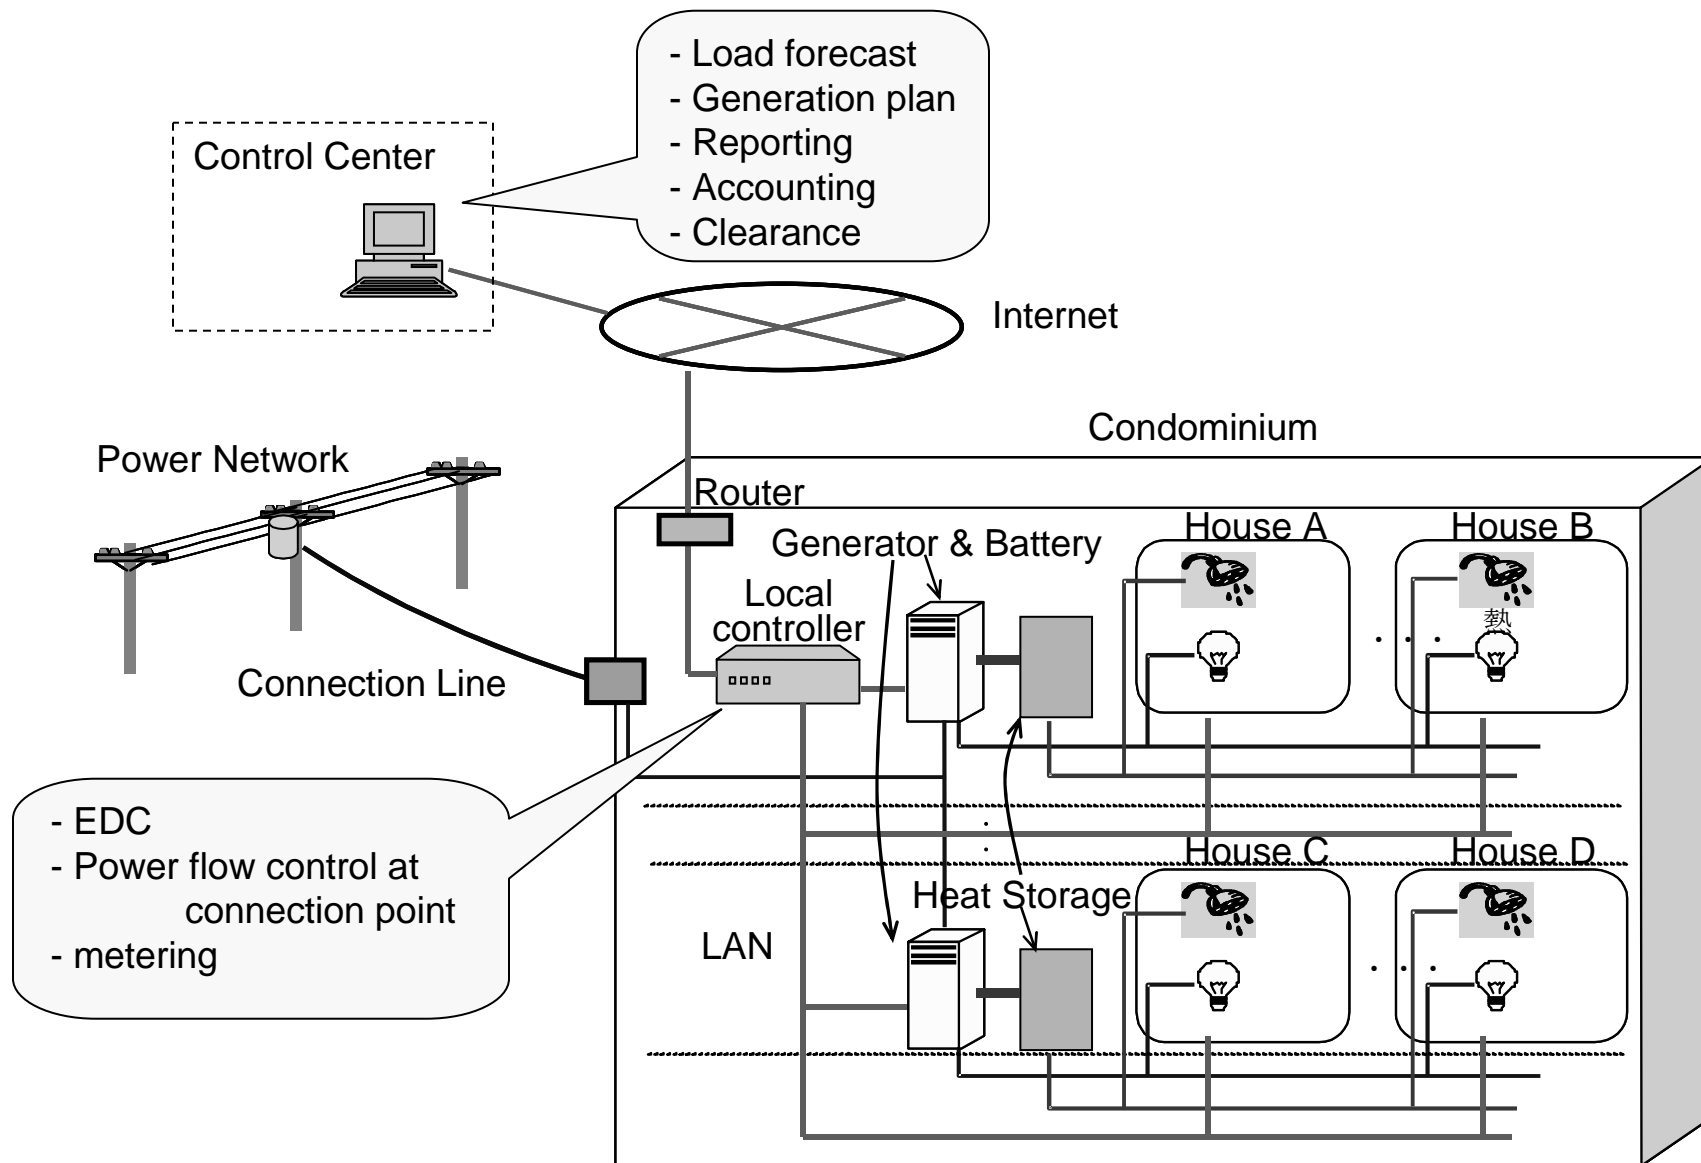 - Load forecast
- Generation plan
- Reporting
- Accounting
- Clearance
Control Center
Internet
Condominium
Power Network
Router
Generator & Battery
House A
House B
Local
controller
熱
. . .
Connection Line
- EDC
- Power flow control at
connection point
- metering
House C
House D
Heat Storage
LAN
. . .